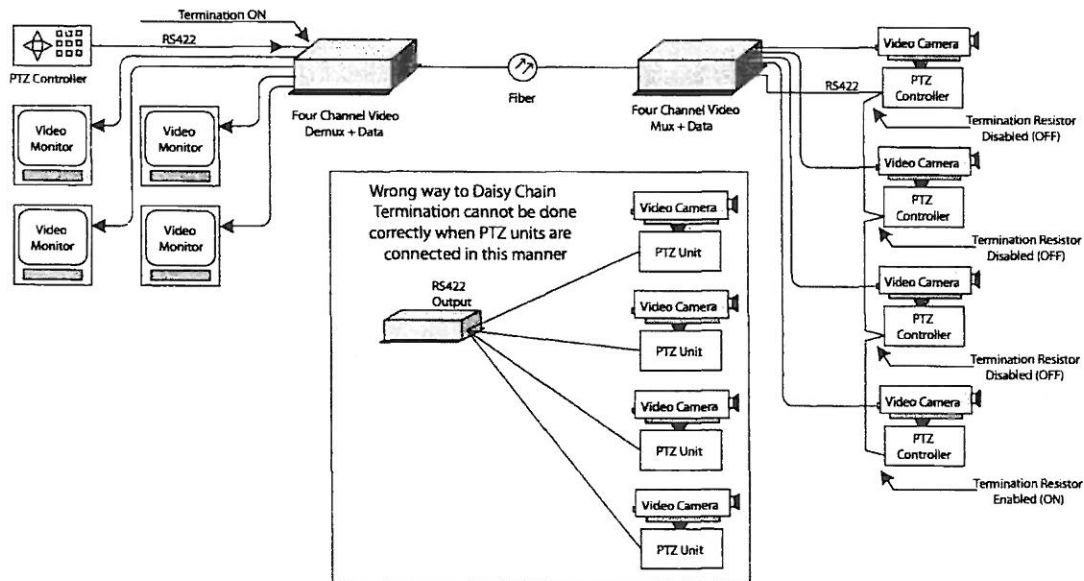 Termination ON
RS422
PTZ Controller
Four Channel Video
Demux + Data
Video
Monitor
Video
Monitor
Video
Monitor
Video
Monitor
Fiber
Four Channel Video
Mux + Data
RS422
Video Camera
PTZ
Controller
Termination Resistor
Disabled (OFF)
Video Camera
PTZ
Controller
Termination Resistor
Disabled (OFF)
Video Camera
PTZ
Controller
Termination Resistor
Disabled (OFF)
Video Camera
PTZ
Controller
Termination Resistor
Enabled (ON)
Wrong way to Daisy Chain
Termination cannot be done
correctly when PTZ units are
connected in this manner
RS422
Output
Video Camera
PTZ Unit
Video Camera
PTZ Unit
Video Camera
PTZ Unit
Video Camera
PTZ Unit